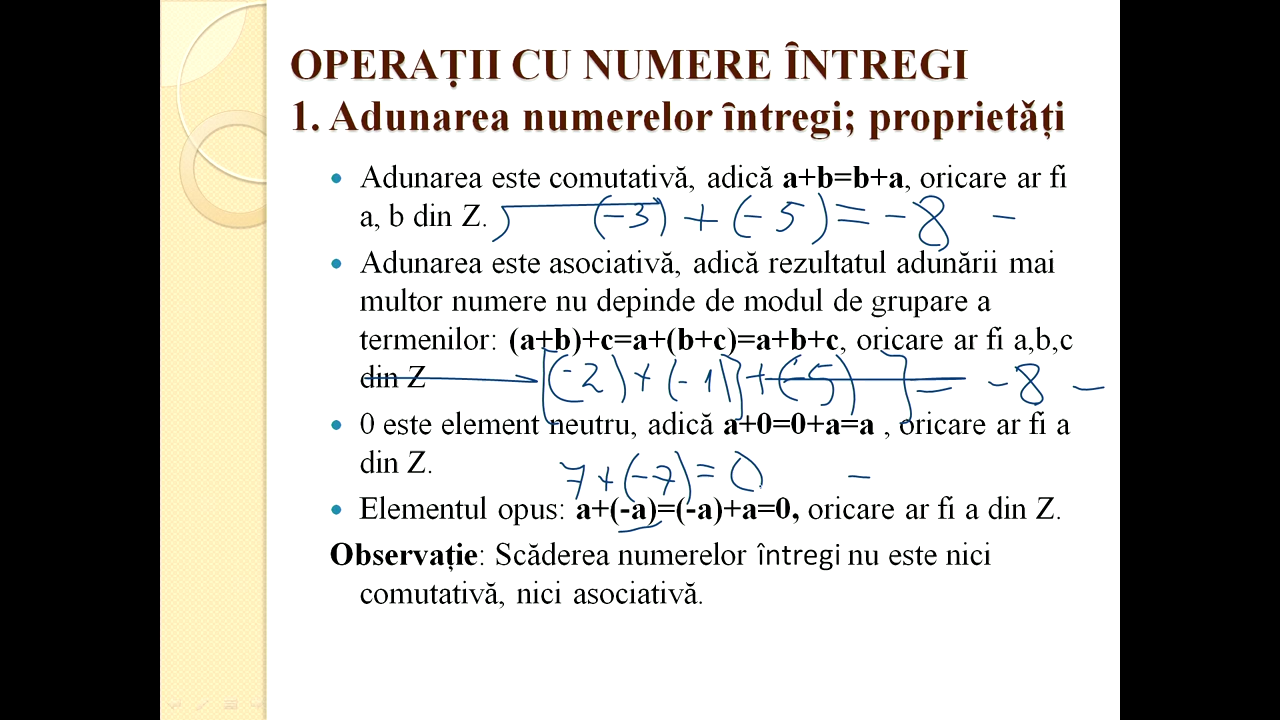 OPERAȚII CU NUMERE ÎNTREGI
1. Adunarea numerelor întregi; proprietăți
• Adunarea este comutativă, adică a+b=b+a, oricare ar fi
a, b din Z.
(-3) + (-5) = -8 -
• Adunarea este asociativă, adică rezultatul adunării mai
multor numere nu depinde de modul de grupare a
termenilor: (a+b)+c=a+(b+c)=a+b+c, oricare ar fi a,b,c
din Z
[(-2)+(-1)]+(-5)] = -8 -
• 0 este element neutru, adică a+0=0+a=a , oricare ar fi a
din Z.
7+(-7)=0 -
• Elementul opus: a+(-a)=(-a)+a=0, oricare ar fi a din Z.
Observație: Scăderea numerelor întregi nu este nici
comutativă, nici asociativă.